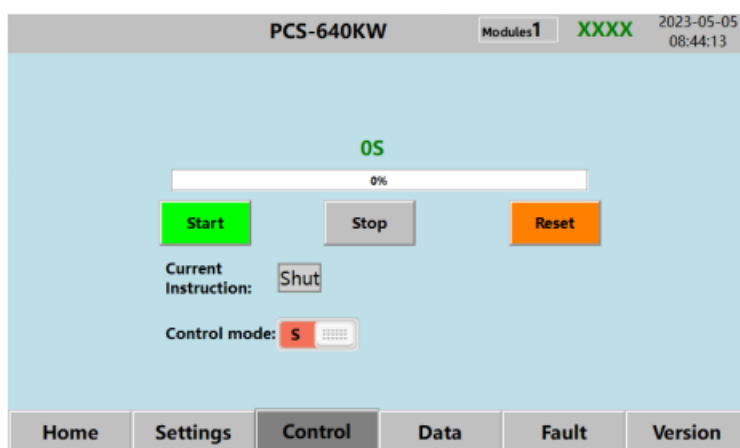 PCS-640KW Modules1 XXXX 2023-05-05
08:44:13
0S
0%
Start Stop Reset
Current
Instruction: Shut
Control mode: S
Home Settings Control Data Fault Version